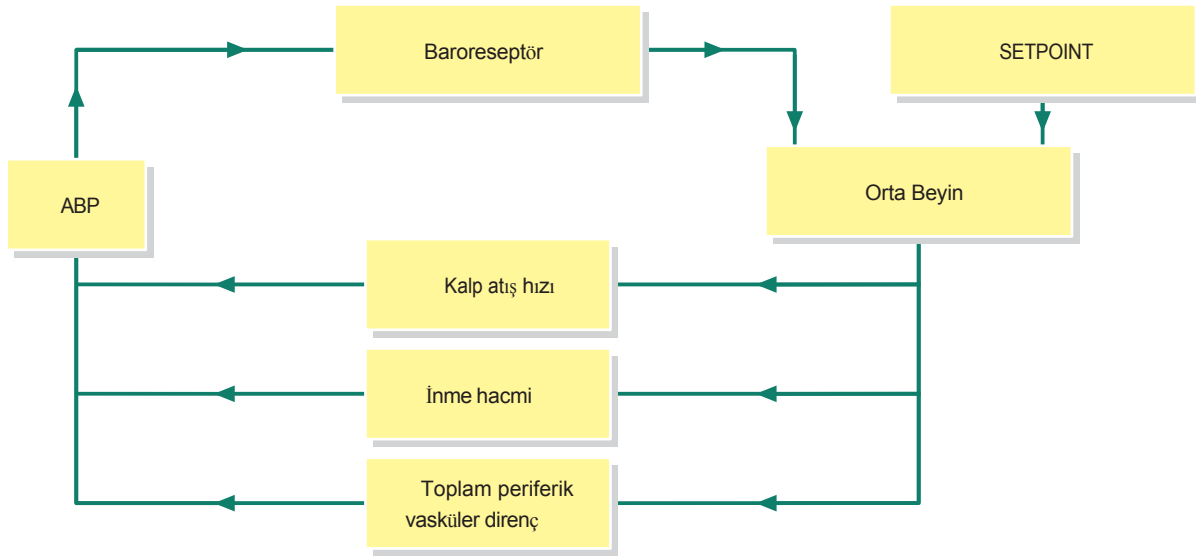 Baroreseptör
SETPOINT
ABP
Orta Beyin
Kalp atış hızı
İnme hacmi
Toplam periferik
vasküler direnç